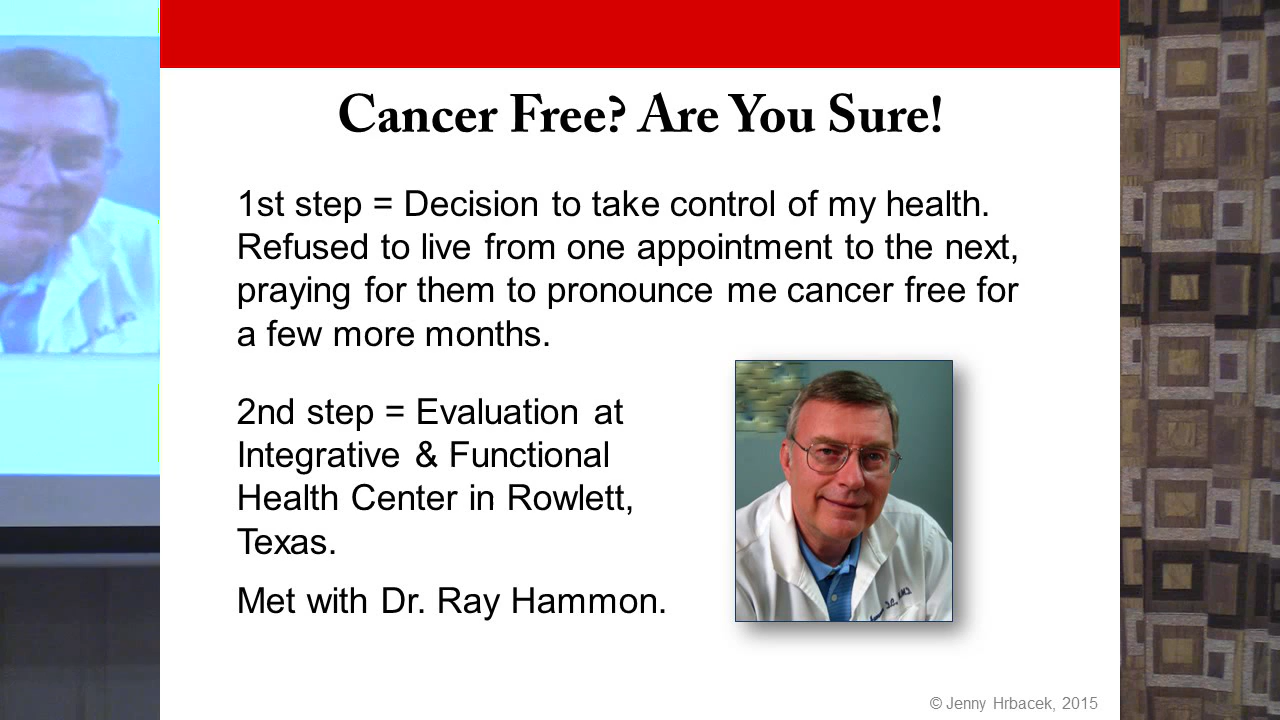 Cancer Free? Are You Sure!
1st step = Decision to take control of my health.
Refused to live from one appointment to the next,
praying for them to pronounce me cancer free for
a few more months.
2nd step = Evaluation at
Integrative & Functional
Health Center in Rowlett,
Texas.
Met with Dr. Ray Hammon.
D.C.
© Jenny Hrbacek, 2015